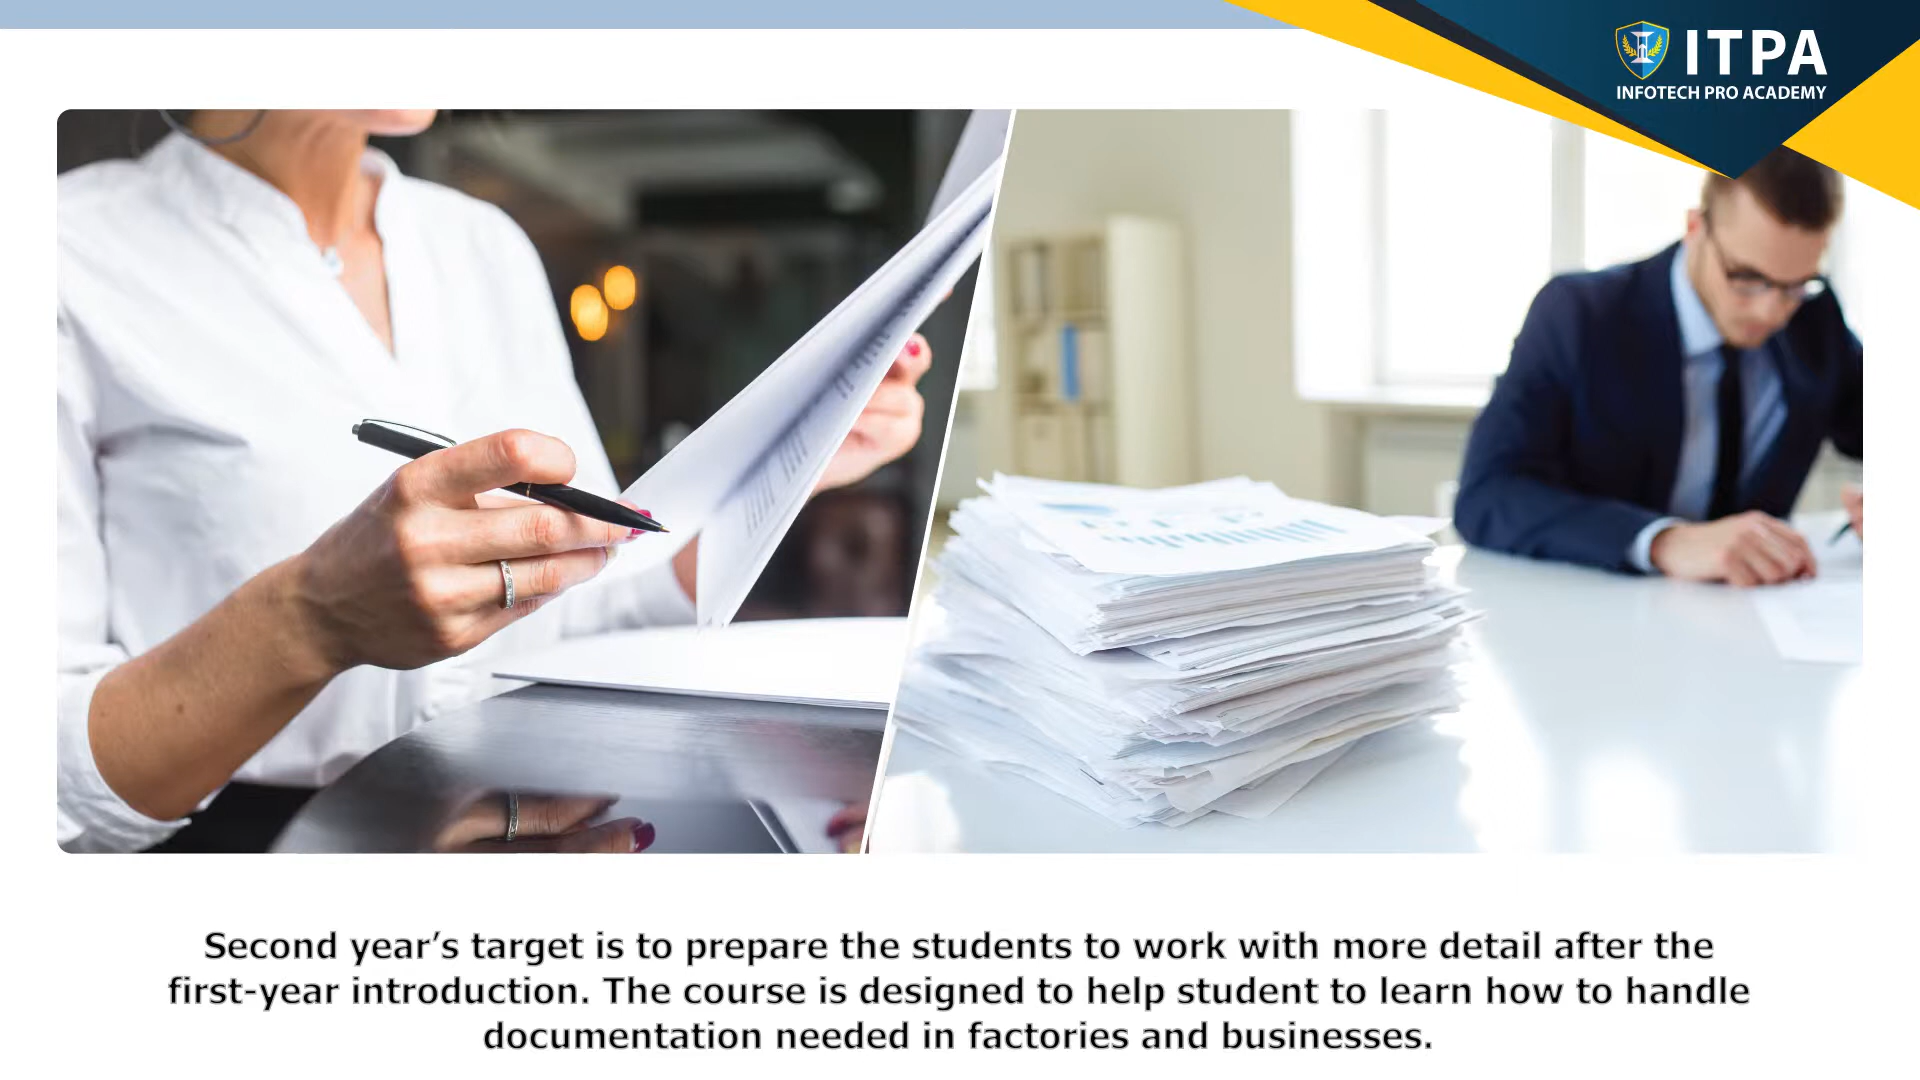 ITPA
INFOTECH PRO ACADEMY
Second year’s target is to prepare the students to work with more detail after the
first-year introduction. The course is designed to help student to learn how to handle
documentation needed in factories and businesses.